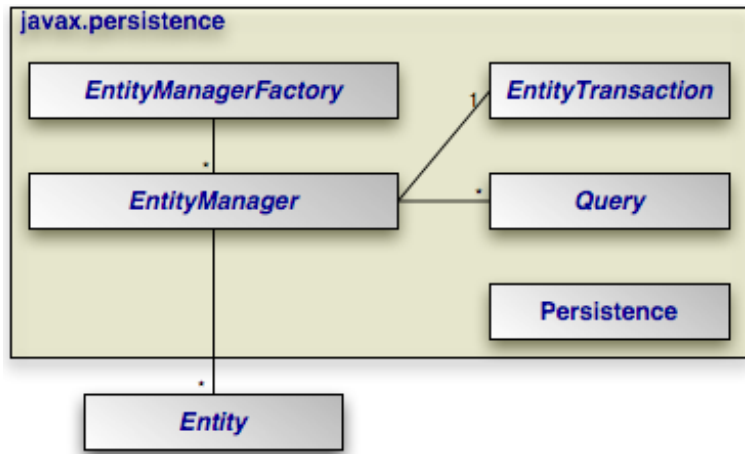 javax.persistence
EntityManagerFactory
EntityTransaction
1
*
EntityManager
*
Query
Persistence
*
Entity